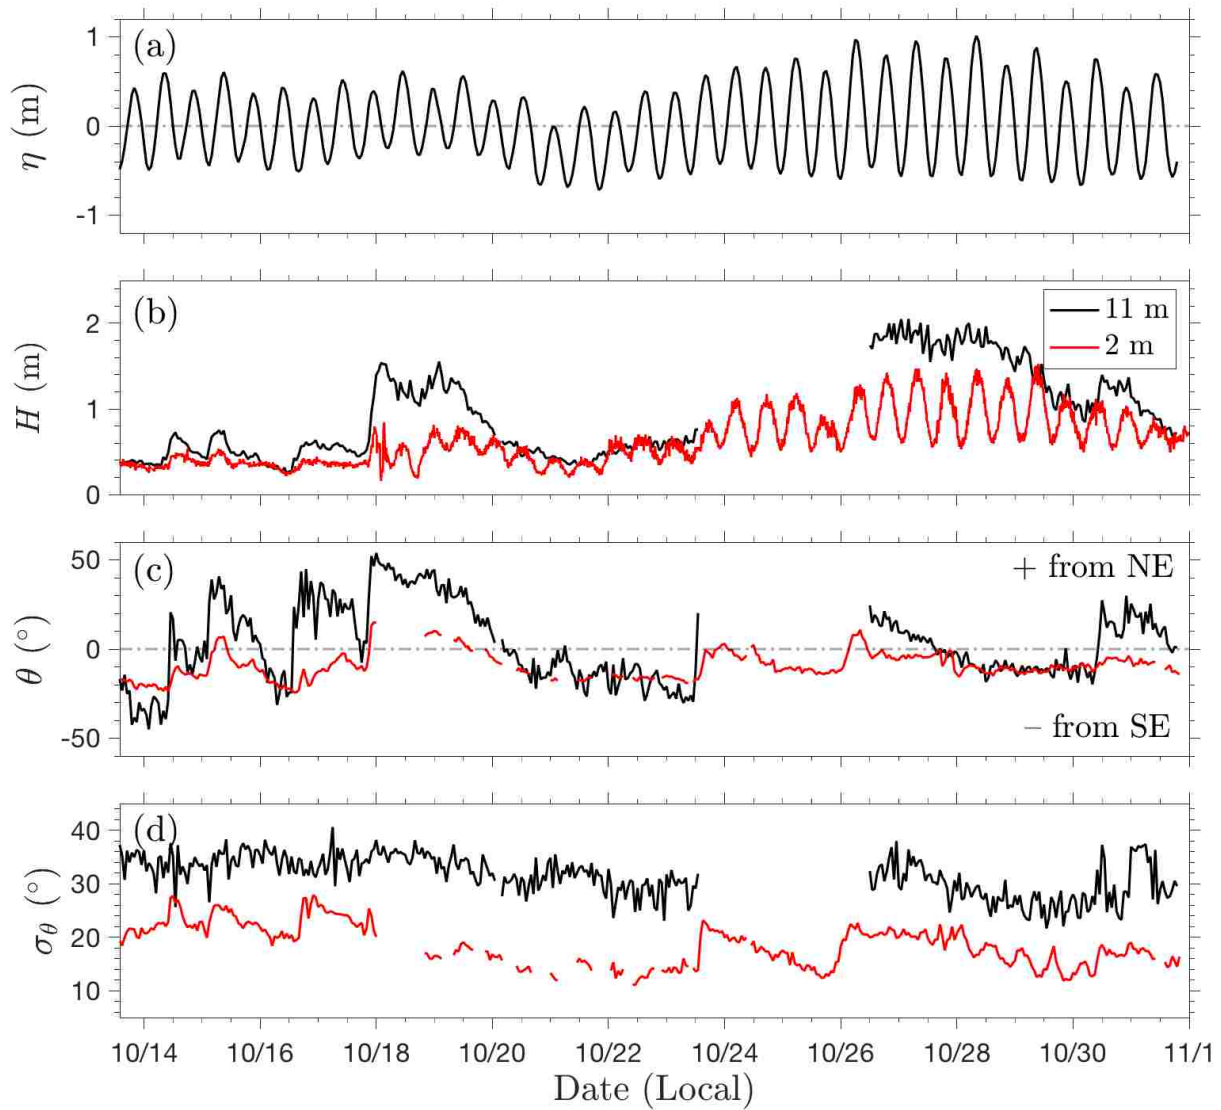 (a)
η (m)
1
0
-1
(b)
H (m)
2
1
0
11 m
2 m
(c)
θ (°)
50
0
-50
+ from NE
− from SE
(d)
σθ (°)
40
30
20
10
10/14 10/16 10/18 10/20 10/22 10/24 10/26 10/28 10/30 11/1
Date (Local)